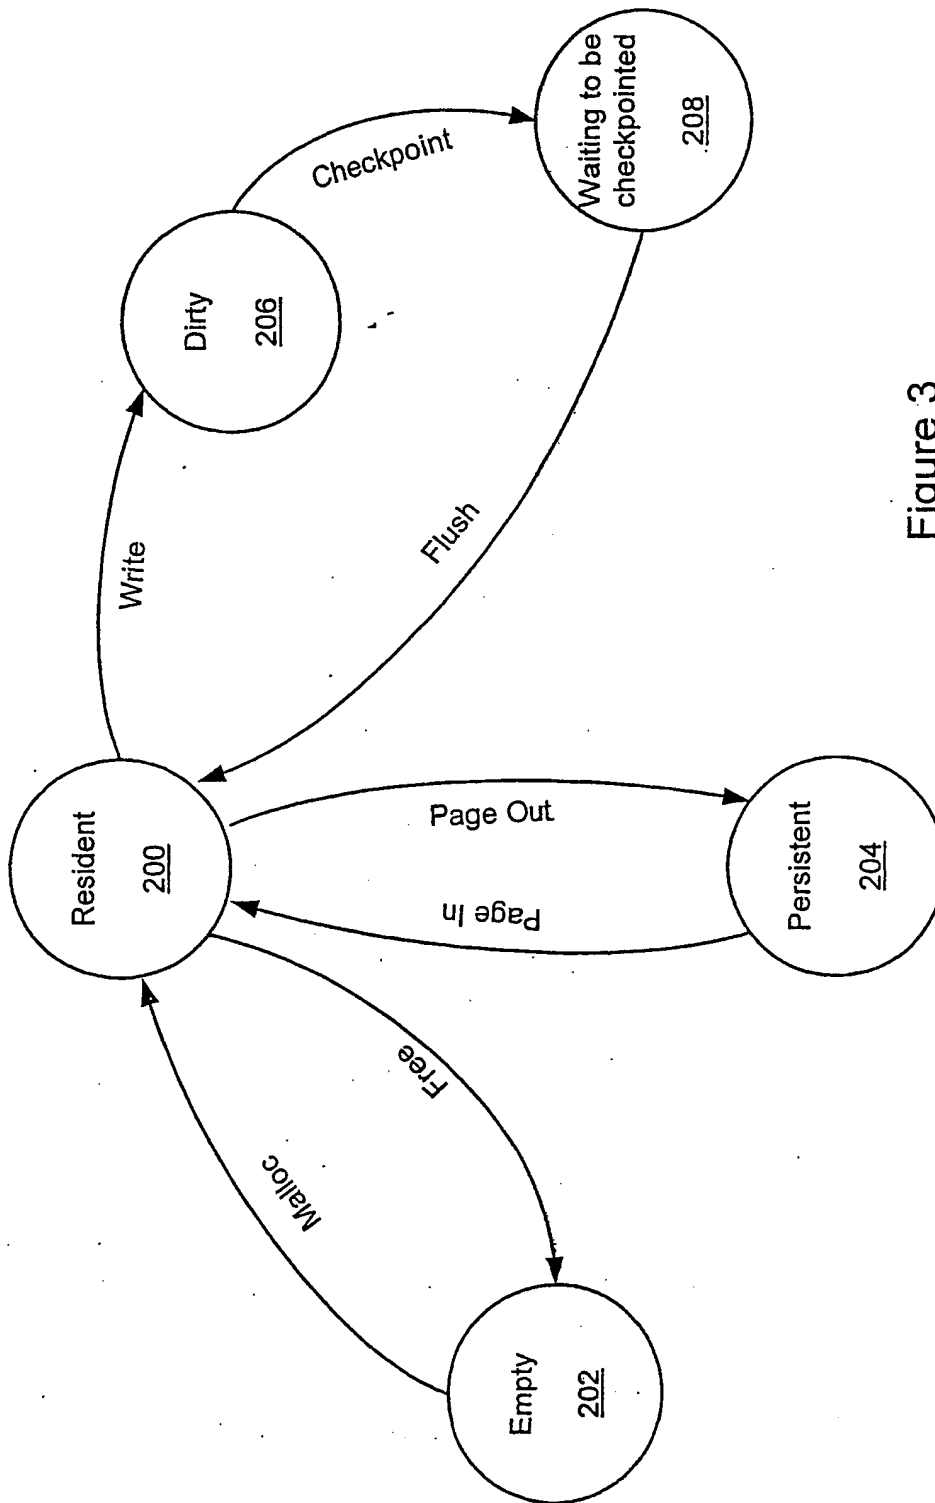 Resident
200
Write
Dirty
206
Checkpoint
Waiting to be
checkpointed
208
Flush
Malloc
Free
Page In
Page Out
Empty
202
Persistent
204
Figure 3